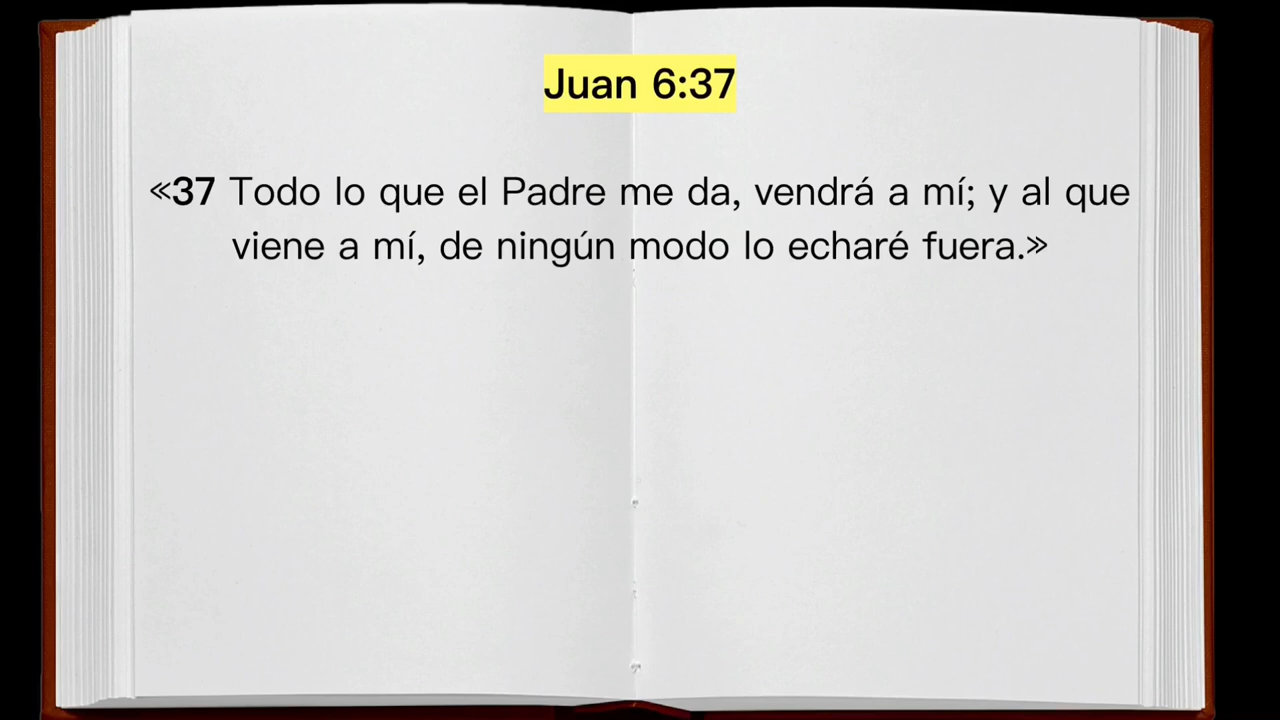 Juan 6:37
«37 Todo lo que el Padre me da, vendrá a mí; y al que
viene a mí, de ningún modo lo echaré fuera.»